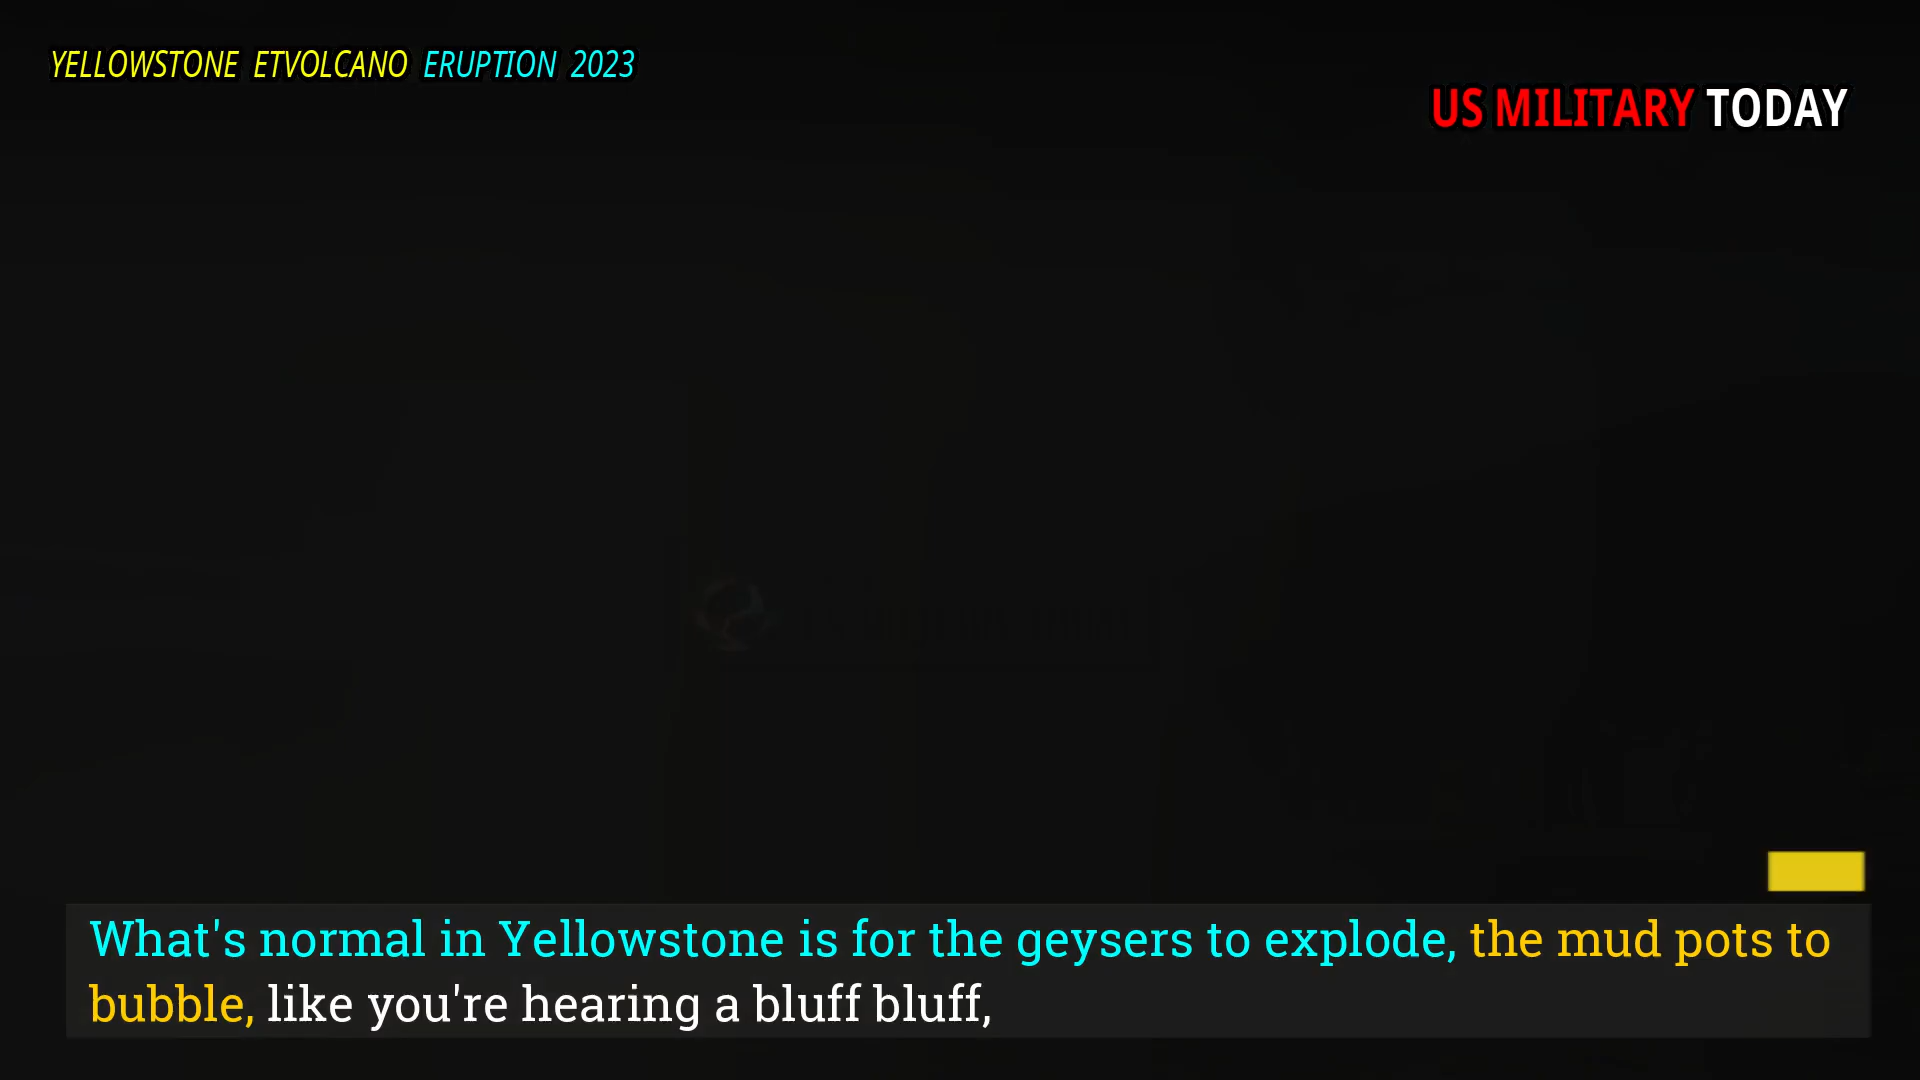 YELLOWSTONE ETVOLCANO ERUPTION 2023
US MILITARY TODAY
What's normal in Yellowstone is for the geysers to explode, the mud pots to
bubble, like you're hearing a bluff bluff,